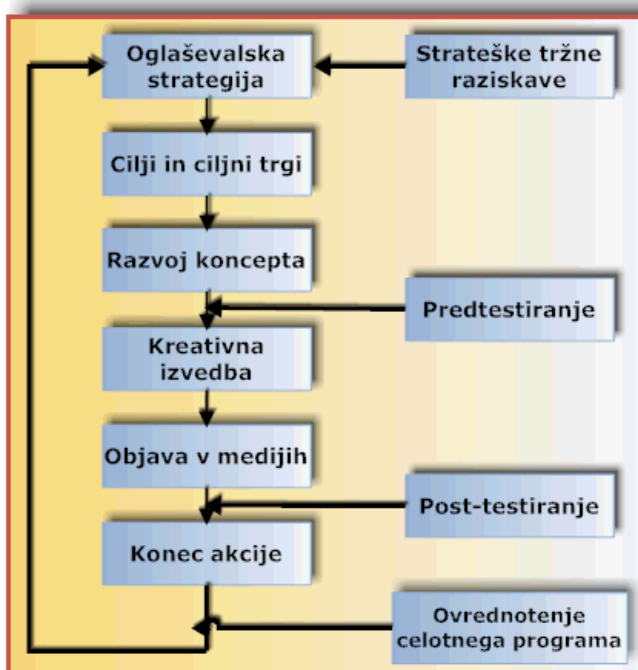 Oglaševalska
strategija
Strateške tržne
raziskave
Cilji in ciljni trgi
Razvoj koncepta
Predtestiranje
Kreativna
izvedba
Objava v medijih
Post-testiranje
Konec akcije
Ovrednotenje
celotnega programa